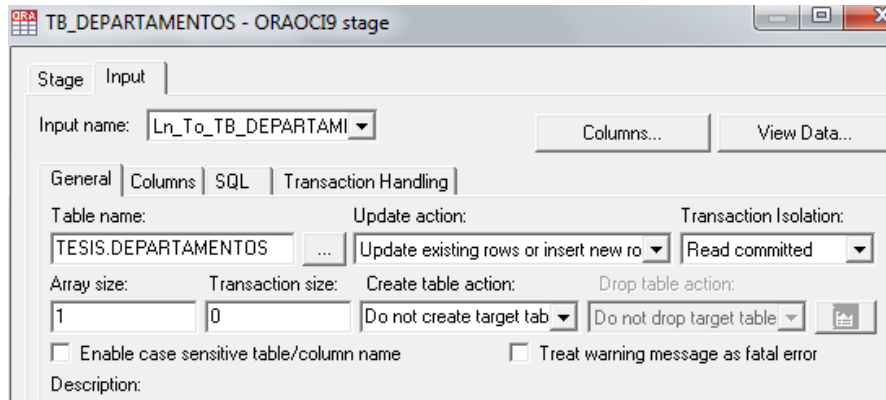 TB_DEPARTAMENTOS - ORAOCI9 stage
Stage Input
Input name: Ln_To_TB_DEPARTAMI Columns... View Data...
General Columns SQL Transaction Handling
Table name: Update action: Transaction Isolation:
TESIS.DEPARTAMENTOS ... Update existing rows or insert new ro Read committed
Array size: Transaction size: Create table action: Drop table action:
1 0 Do not create target tab Do not drop target table
Enable case sensitive table/column name Treat warning message as fatal error
Description: